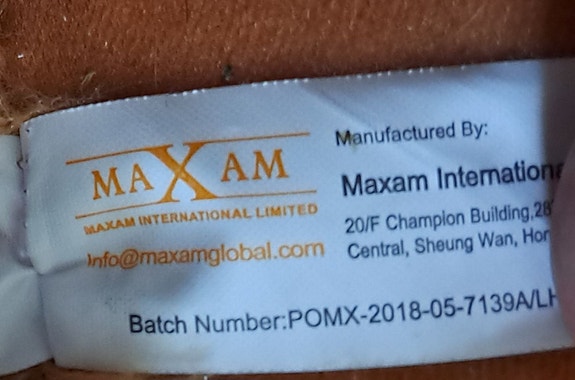 MAXAM
MAXAM INTERNATIONAL LIMITED
Info@maxamglobal.com
Manufactured By:
Maxam Internationa
20/F Champion Building,28
Central, Sheung Wan, Hon
Batch Number:POMX-2018-05-7139A/LH